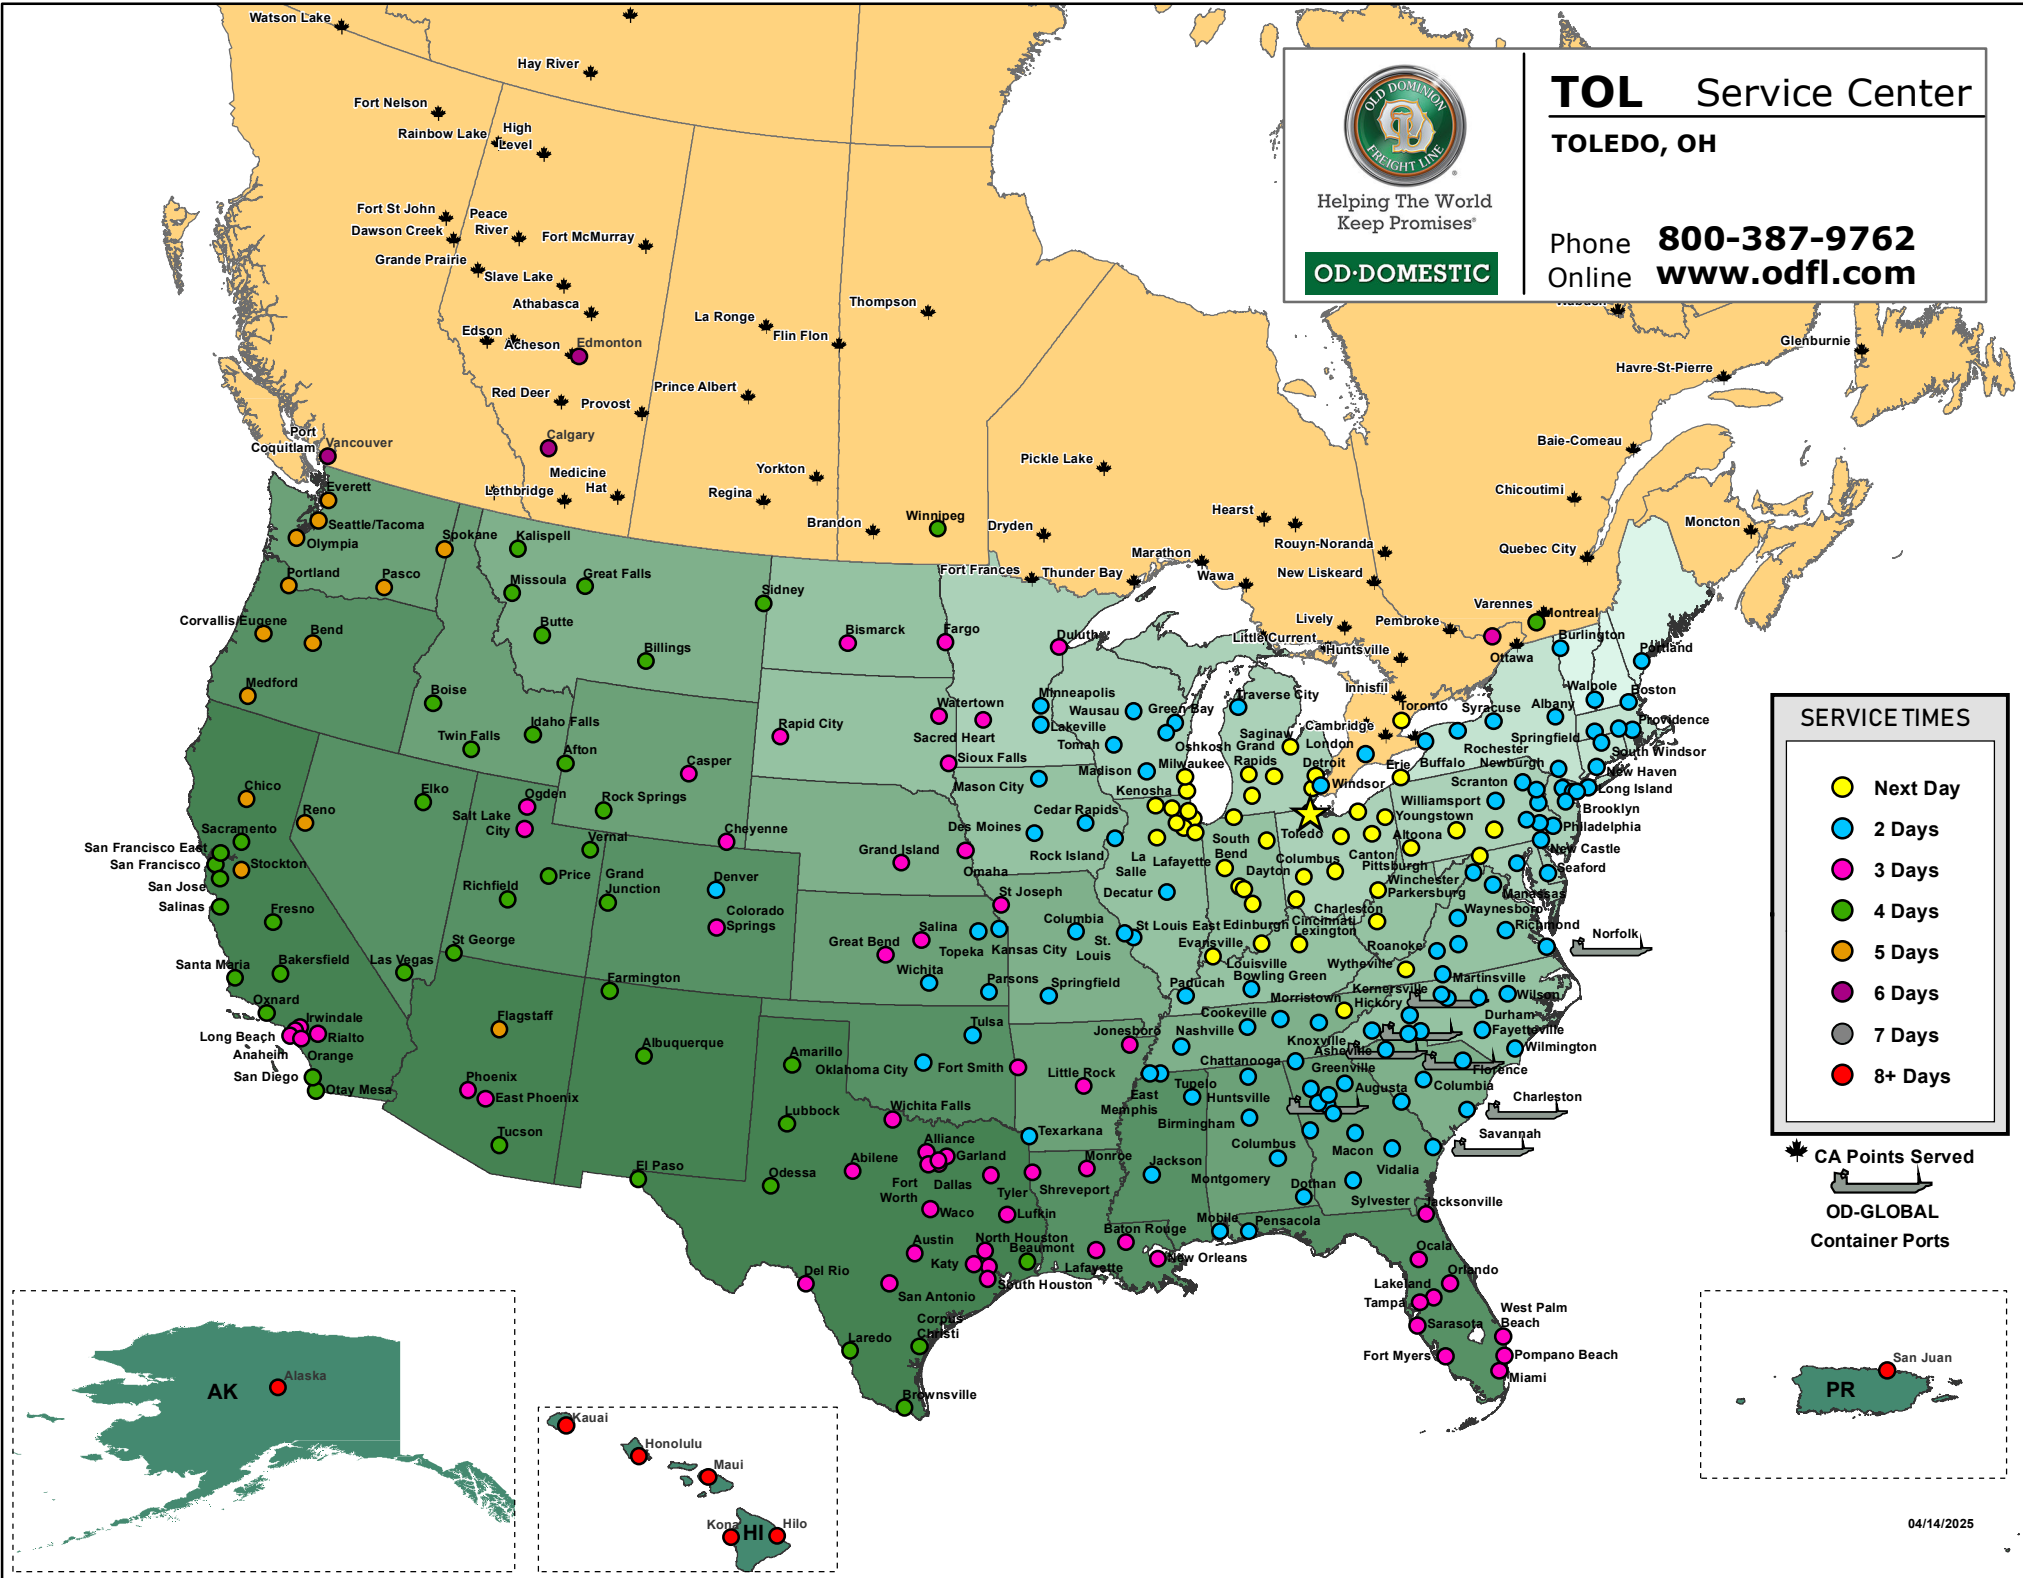 Watson Lake
Hay River
Fort Nelson
Rainbow Lake
High
Level
Fort St John
Dawson Creek
Peace
River
Fort McMurray
Grande Prairie
Slave Lake
Athabasca
Edson
Acheson
Edmonton
Red Deer
Provost
Calgary
Medicine
Hat
Lethbridge
Port
Coquitlam
Vancouver
La Ronge
Flin Flon
Thompson
Prince Albert
Yorkton
Regina
Brandon
Winnipeg
Dryden
Pickle Lake
Fort Frances
Thunder Bay
Marathon
Wawa
Hearst
Rouyn-Noranda
New Liskeard
Lively
Little Current
Huntsville
Pembroke
Innisfil
Toronto
Cambridge
London
Windsor
Ottawa
Varennes
Montreal
Quebec City
Chicoutimi
Baie-Comeau
Havre-St-Pierre
Glenburnie
Moncton
OLD DOMINION
FREIGHT LINE
Helping The World
Keep Promises®
OD·DOMESTIC
TOL Service Center
TOLEDO, OH
Phone 800-387-9762
Online www.odfl.com
Everett
Seattle/Tacoma
Olympia
Spokane
Portland
Pasco
Corvallis/Eugene
Bend
Medford
Kalispell
Missoula
Great Falls
Butte
Billings
Sidney
Boise
Twin Falls
Idaho Falls
Afton
Casper
Rock Springs
Cheyenne
Bismarck
Fargo
Duluth
Rapid City
Watertown
Sacred Heart
Sioux Falls
Minneapolis
Lakeville
Wausau
Green Bay
Tomah
Oshkosh
Madison
Milwaukee
Kenosha
Mason City
Cedar Rapids
Des Moines
Rock Island
Traverse City
Saginaw
Grand
Rapids
Detroit
Chico
Reno
Sacramento
San Francisco East
San Francisco
Stockton
San Jose
Salinas
Fresno
Santa Maria
Bakersfield
Oxnard
Irwindale
Long Beach
Rialto
Anaheim
Orange
San Diego
Otay Mesa
Elko
Las Vegas
Ogden
Salt Lake
City
Vernal
Price
Richfield
St George
Grand
Junction
Denver
Colorado
Springs
Farmington
Flagstaff
Phoenix
East Phoenix
Tucson
Albuquerque
El Paso
Grand Island
Omaha
St Joseph
Salina
Great Bend
Topeka
Kansas City
Wichita
Parsons
Columbia
St.
Louis
St Louis East
Springfield
Tulsa
Oklahoma City
Fort Smith
Jonesboro
Little Rock
Amarillo
Lubbock
Wichita Falls
Texarkana
Alliance
Garland
Abilene
Odessa
Fort
Worth
Dallas
Tyler
Shreveport
Monroe
Waco
Lufkin
Austin
North Houston
Beaumont
Katy
South Houston
Del Rio
San Antonio
Corpus
Christi
Laredo
Brownsville
Baton Rouge
Lafayette
New Orleans
La
Salle
Lafayette
Decatur
South
Bend
Toledo
Columbus
Dayton
Canton
Pittsburgh
Youngstown
Altoona
Edinburgh
Cincinnati
Lexington
Evansville
Louisville
Bowling Green
Paducah
Winchester
Parkersburg
Charleston
Erie
Buffalo
Rochester
Syracuse
Albany
Burlington
Portland
Walpole
Boston
Providence
Springfield
South Windsor
Newburgh
New Haven
Long Island
Scranton
Williamsport
Brooklyn
Philadelphia
New Castle
Seaford
Manassas
Waynesboro
Richmond
Roanoke
Norfolk
Wytheville
Martinsville
Kernersville
Wilson
Hickory
Durham
Fayetteville
Wilmington
Morristown
Cookeville
Nashville
Knoxville
Asheville
Chattanooga
Greenville
Florence
Columbia
Augusta
Charleston
Savannah
East
Memphis
Tupelo
Huntsville
Birmingham
Columbus
Macon
Vidalia
Jackson
Montgomery
Dothan
Sylvester
Mobile
Pensacola
Jacksonville
Ocala
Orlando
Lakeland
Tampa
Sarasota
Fort Myers
West Palm
Beach
Pompano Beach
Miami
SERVICE TIMES
Next Day
2 Days
3 Days
4 Days
5 Days
6 Days
7 Days
8+ Days
CA Points Served
OD-GLOBAL
Container Ports
AK
Alaska
Kauai
Honolulu
Maui
Kona
HI
Hilo
San Juan
PR
04/14/2025